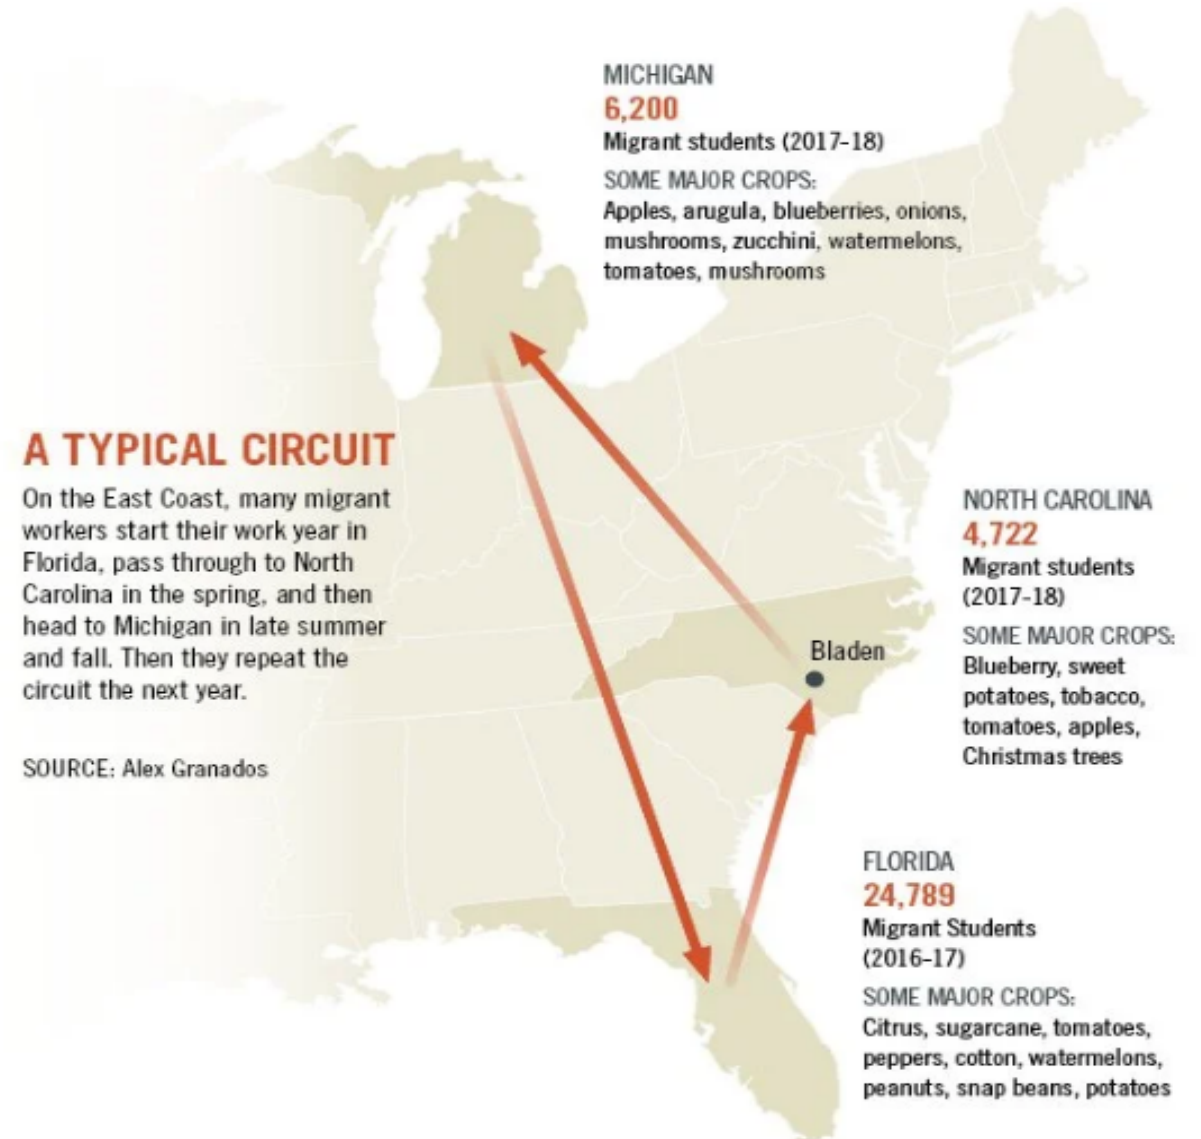 MICHIGAN
6,200
Migrant students (2017-18)
SOME MAJOR CROPS:
Apples, arugula, blueberries, onions,
mushrooms, zucchini, watermelons,
tomatoes, mushrooms
A TYPICAL CIRCUIT
On the East Coast, many migrant
workers start their work year in
Florida, pass through to North
Carolina in the spring, and then
head to Michigan in late summer
and fall. Then they repeat the
circuit the next year.
SOURCE: Alex Granados
Bladen
NORTH CAROLINA
4,722
Migrant students
(2017-18)
SOME MAJOR CROPS:
Blueberry, sweet
potatoes, tobacco,
tomatoes, apples,
Christmas trees
FLORIDA
24,789
Migrant Students
(2016-17)
SOME MAJOR CROPS:
Citrus, sugarcane, tomatoes,
peppers, cotton, watermelons,
peanuts, snap beans, potatoes